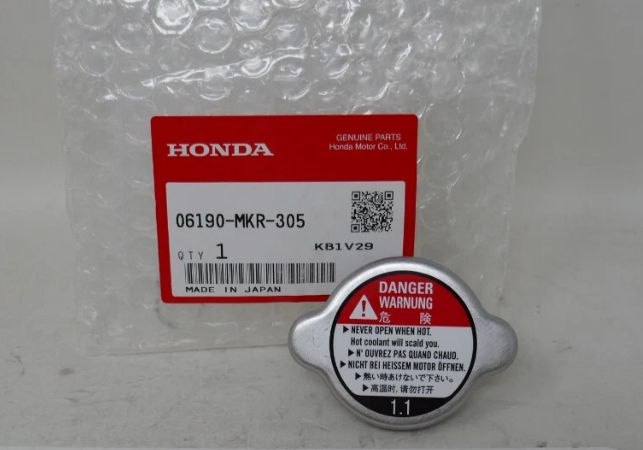 HONDA
GENUINE PARTS
Honda Motor Co., Ltd.
06190-MKR-305
QTY 1
KB1V29
MADE IN JAPAN
DANGER
WARNUNG
危険
▶NEVER OPEN WHEN HOT.
Hot coolant will scald you.
▶N' OUVREZ PAS QUAND CHAUD.
▶NICHT BEI HEISSEM MOTOR ÖFFNEN.
▶熱い時あけないで下さい。
▶高温时,请勿打开
1.1